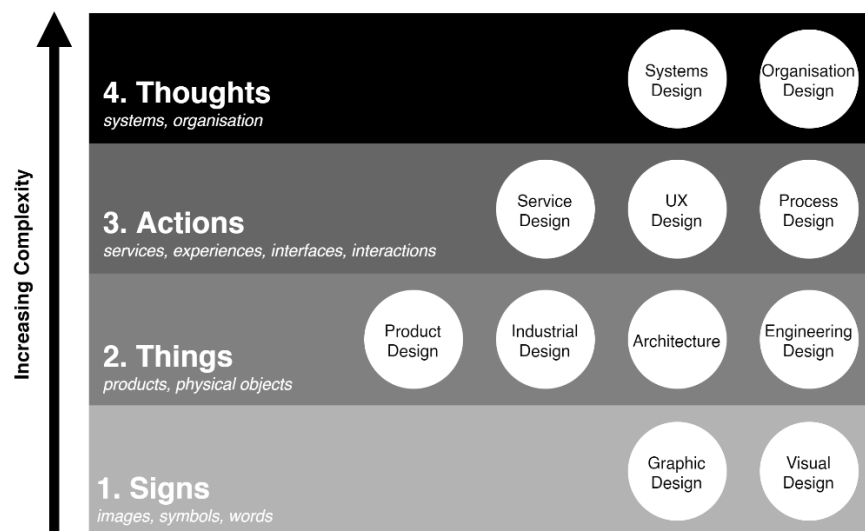 Increasing Complexity
4. Thoughts
systems, organisation
Systems
Design
Organisation
Design
3. Actions
services, experiences, interfaces, interactions
Service
Design
UX
Design
Process
Design
2. Things
products, physical objects
Product
Design
Industrial
Design
Architecture
Engineering
Design
1. Signs
images, symbols, words
Graphic
Design
Visual
Design